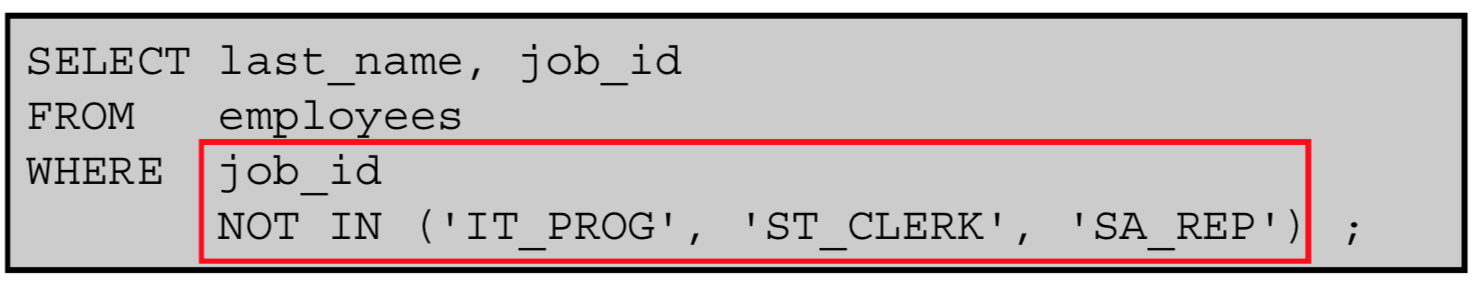 SELECT last_name, job_id
FROM   employees
WHERE  job_id
       NOT IN ('IT_PROG', 'ST_CLERK', 'SA_REP') ;